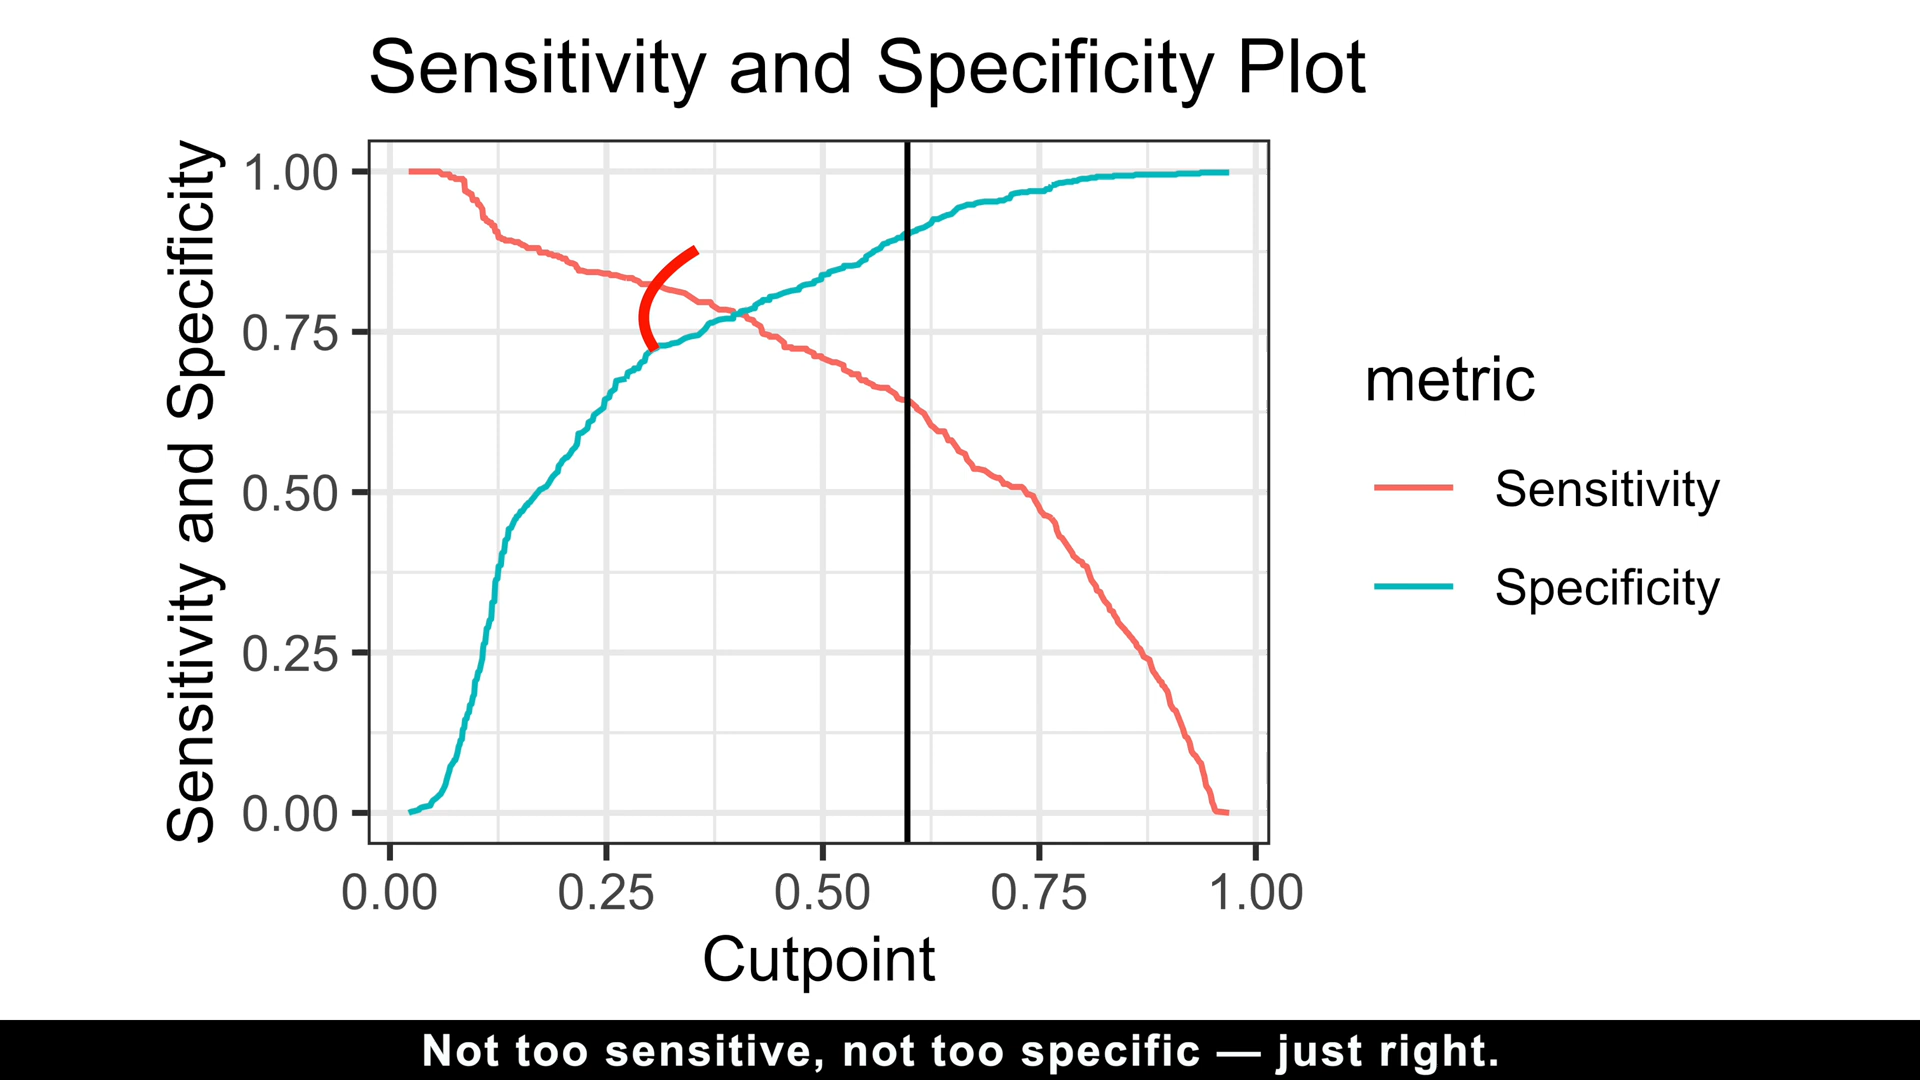 Sensitivity and Specificity Plot
Sensitivity and Specificity
1.00
0.75
0.50
0.25
0.00
0.00 0.25 0.50 0.75 1.00
Cutpoint
metric
Sensitivity
Specificity
Not too sensitive, not too specific — just right.